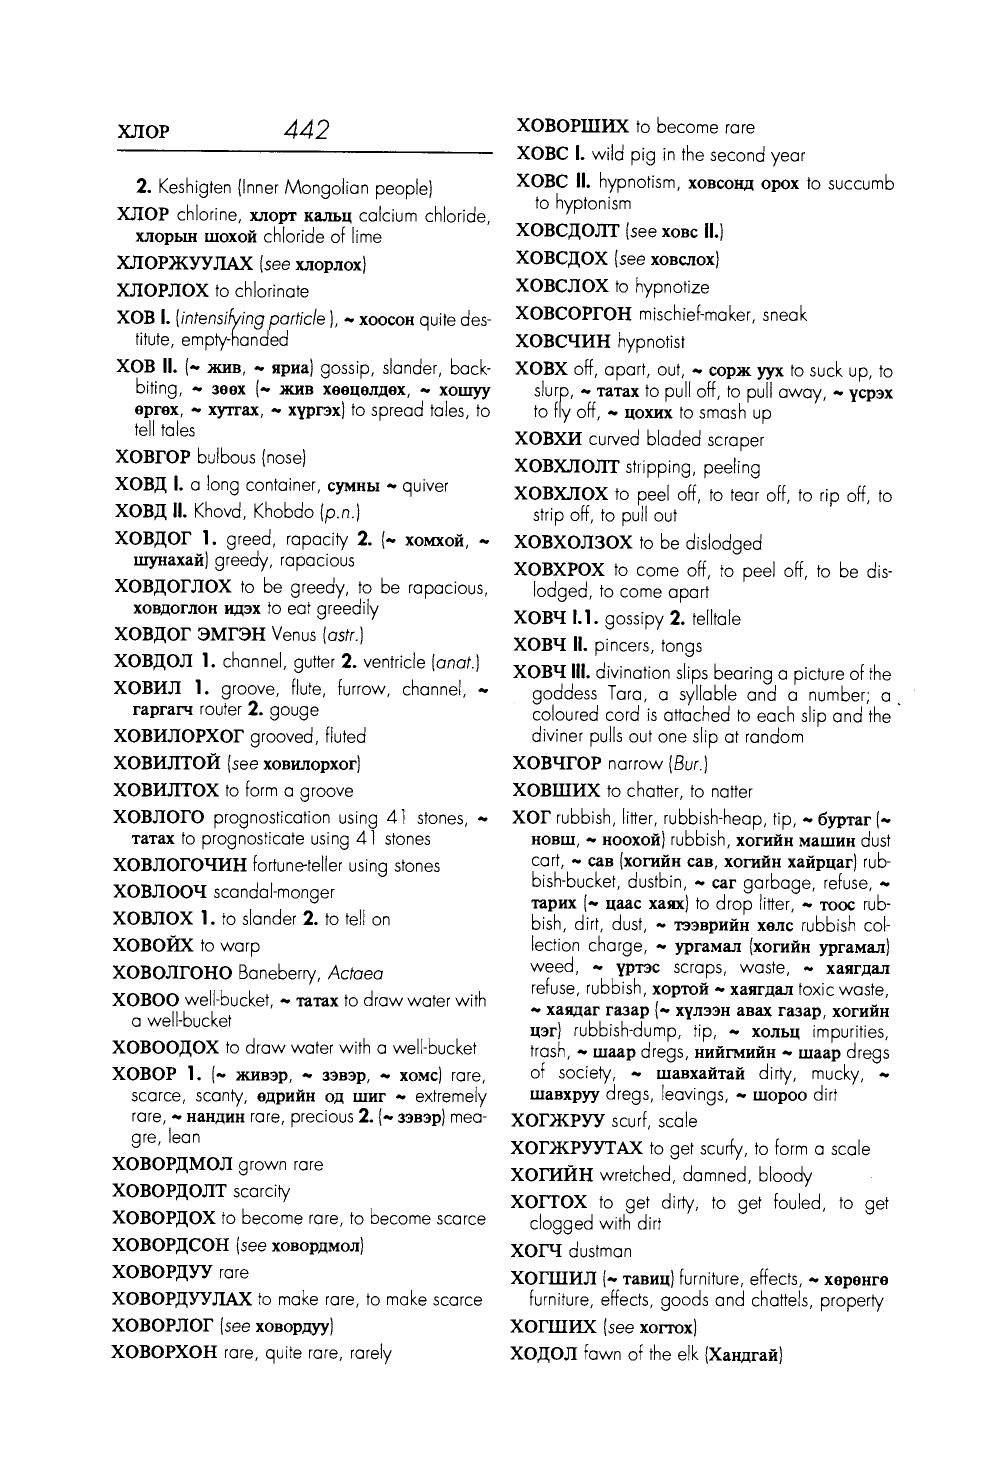 ХЛОР 442
2. Keshigten (Inner Mongolian people)
ХЛОР chlorine, хлорт кальц calcium chloride,
хлорын шохой chloride of lime
ХЛОРЖУУЛАХ (see хлорлох)
ХЛОРЛОХ to chlorinate
ХОВ I. (intensifying particle), ~ хоосон quite des-
titute, empty-handed
ХОВ II. (~ жив, ~ яриа) gossip, slander, back-
biting, ~ зөөх (~ жив хөөцөлдөх, ~ хошуу
өргөх, ~ хутгах, ~ хүргэх) to spread tales, to
tell tales
ХОВГОР bulbous (nose)
ХОВД I. a long container, сумны ~ quiver
ХОВД II. Khovd, Khobdo (p.n.)
ХОВДОГ 1. greed, rapacity 2. (~ хомхой, ~
шунахай) greedy, rapacious
ХОВДОГЛОХ to be greedy, to be rapacious,
ховдоглон идэх to eat greedily
ХОВДОГ ЭМГЭН Venus (astr.)
ХОВДОЛ 1. channel, gutter 2. ventricle (anat.)
ХОВИЛ 1. groove, flute, furrow, channel, ~
гаргагч router 2. gouge
ХОВИЛОРХОГ grooved, fluted
ХОВИЛТОЙ (see ховилорхог)
ХОВИЛТОХ to form a groove
ХОВЛОГО prognostication using 41 stones, ~
татах to prognosticate using 41 stones
ХОВЛОГОЧИН fortune-teller using stones
ХОВЛООЧ scandal-monger
ХОВЛОХ 1. to slander 2. to tell on
ХОВОЙХ to warp
ХОВОЛГОНО Baneberry, Actaea
ХОВОО well-bucket, ~ татах to draw water with
a well-bucket
ХОВООДОХ to draw water with a well-bucket
ХОВОР 1. (~ живэр, ~ зэвэр, ~ хомс) rare,
scarce, scanty, өдрийн од шиг ~ extremely
rare, ~ нандин rare, precious 2. (~ зэвэр) mea-
gre, lean
ХОВОРДМОЛ grown rare
ХОВОРДОЛТ scarcity
ХОВОРДОХ to become rare, to become scarce
ХОВОРДСОН (see ховордмол)
ХОВОРДУУ rare
ХОВОРДУУЛАХ to make rare, to make scarce
ХОВОРЛОГ (see ховордуу)
ХОВОРХОН rare, quite rare, rarely
ХОВОРШИХ to become rare
ХОВС I. wild pig in the second year
ХОВС II. hypnotism, ховсонд орох to succumb
to hyptonism
ХОВСДОЛТ (see ховс II.)
ХОВСДОХ (see ховслох)
ХОВСЛОХ to hypnotize
ХОВСОРГОН mischief-maker, sneak
ХОВСЧИН hypnotist
ХОВХ off, apart, out, ~ сорж уух to suck up, to
slurp, ~ татах to pull off, to pull away, ~ үсрэх
to fly off, ~ цохих to smash up
ХОВХИ curved bladed scraper
ХОВХЛОЛТ stripping, peeling
ХОВХЛОХ to peel off, to tear off, to rip off, to
strip off, to pull out
ХОВХОЛЗОХ to be dislodged
ХОВХРОХ to come off, to peel off, to be dis-
lodged, to come apart
ХОВЧ I.1. gossipy 2. telltale
ХОВЧ II. pincers, tongs
ХОВЧ III. divination slips bearing a picture of the
goddess Tara, a syllable and a number; a
coloured cord is attached to each slip and the
diviner pulls out one slip at random
ХОВЧГОР narrow (Bur.)
ХОВШИХ to chatter, to natter
ХОГ rubbish, litter, rubbish-heap, tip, ~ буртаг (~
новш, ~ ноохой) rubbish, хогийн машин dust
cart, ~ сав (хогийн сав, хогийн хайрцаг) rub-
bish-bucket, dustbin, ~ саг garbage, refuse, ~
тарих (~ цаас хаях) to drop litter, ~ тоос rub-
bish, dirt, dust, ~ тээврийн хөлс rubbish col-
lection charge, ~ ургамал (хогийн ургамал)
weed, ~ үртэс scraps, waste, ~ хаягдал
refuse, rubbish, хортой ~ хаягдал toxic waste,
~ хаядаг газар (~ хүлээн авах газар, хогийн
цэг) rubbish-dump, tip, ~ хольц impurities,
trash, ~ шаар dregs, нийгмийн ~ шаар dregs
of society, ~ шавхайтай dirty, mucky, ~
шавхруу dregs, leavings, ~ шороо dirt
ХОГЖРУУ scurf, scale
ХОГЖРУУТАХ to get scurfy, to form a scale
ХОГИЙН wretched, damned, bloody
ХОГТОХ to get dirty, to get fouled, to get
clogged with dirt
ХОГЧ dustman
ХОГШИЛ (~ тавиц) furniture, effects, ~ хөрөнгө
furniture, effects, goods and chattels, property
ХОГШИХ (see хогтох)
ХОДОЛ fawn of the elk (Хандгай)